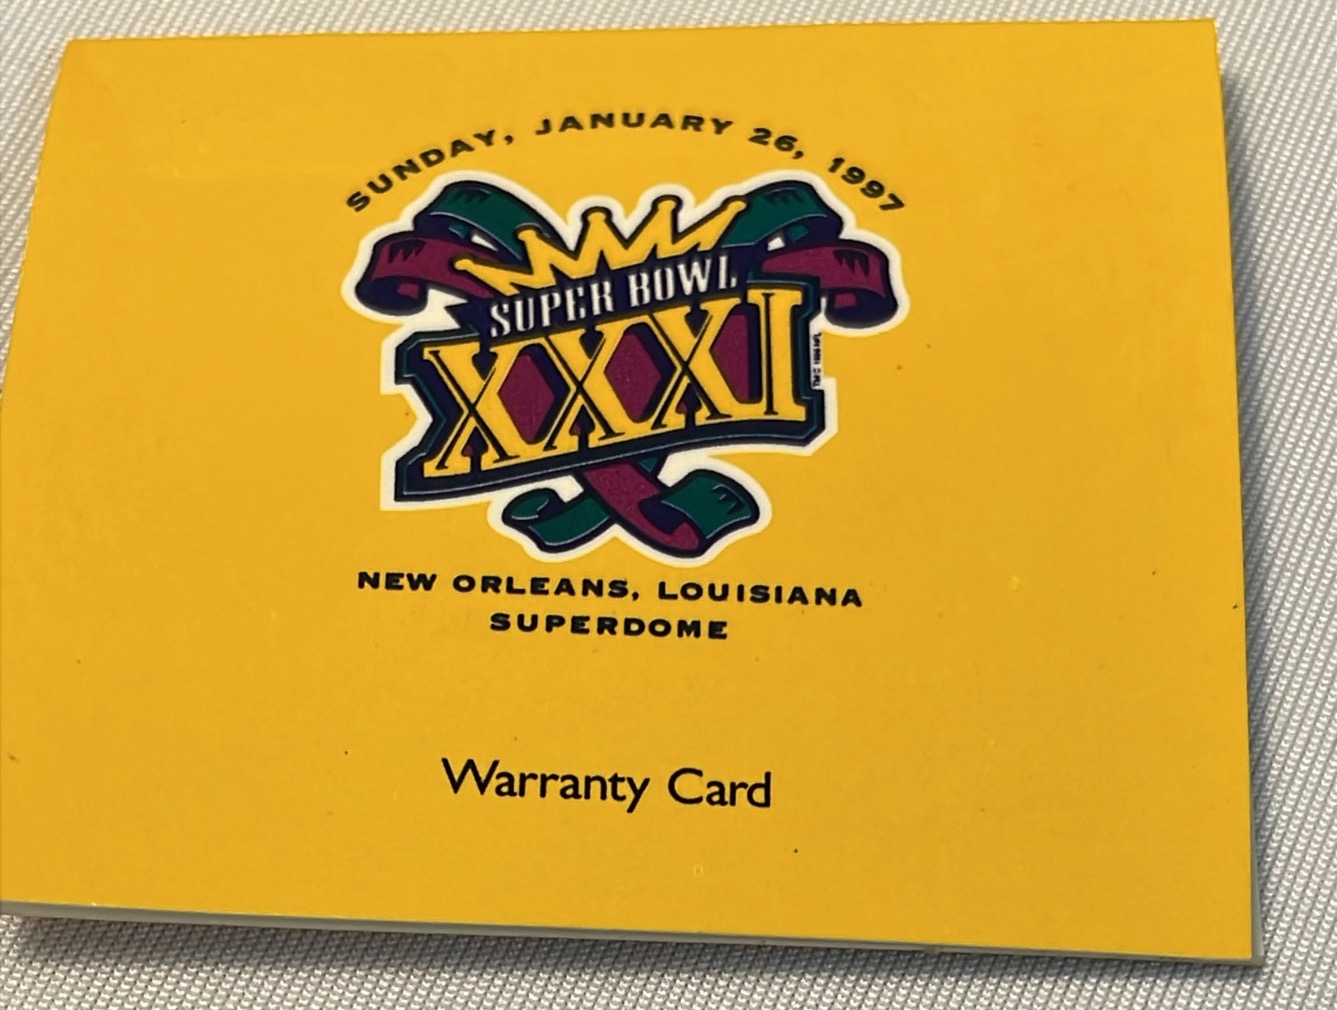 SUNDAY, JANUARY 26, 1997
SUPER BOWL
XXXI
NEW ORLEANS, LOUISIANA
SUPERDOME
Warranty Card